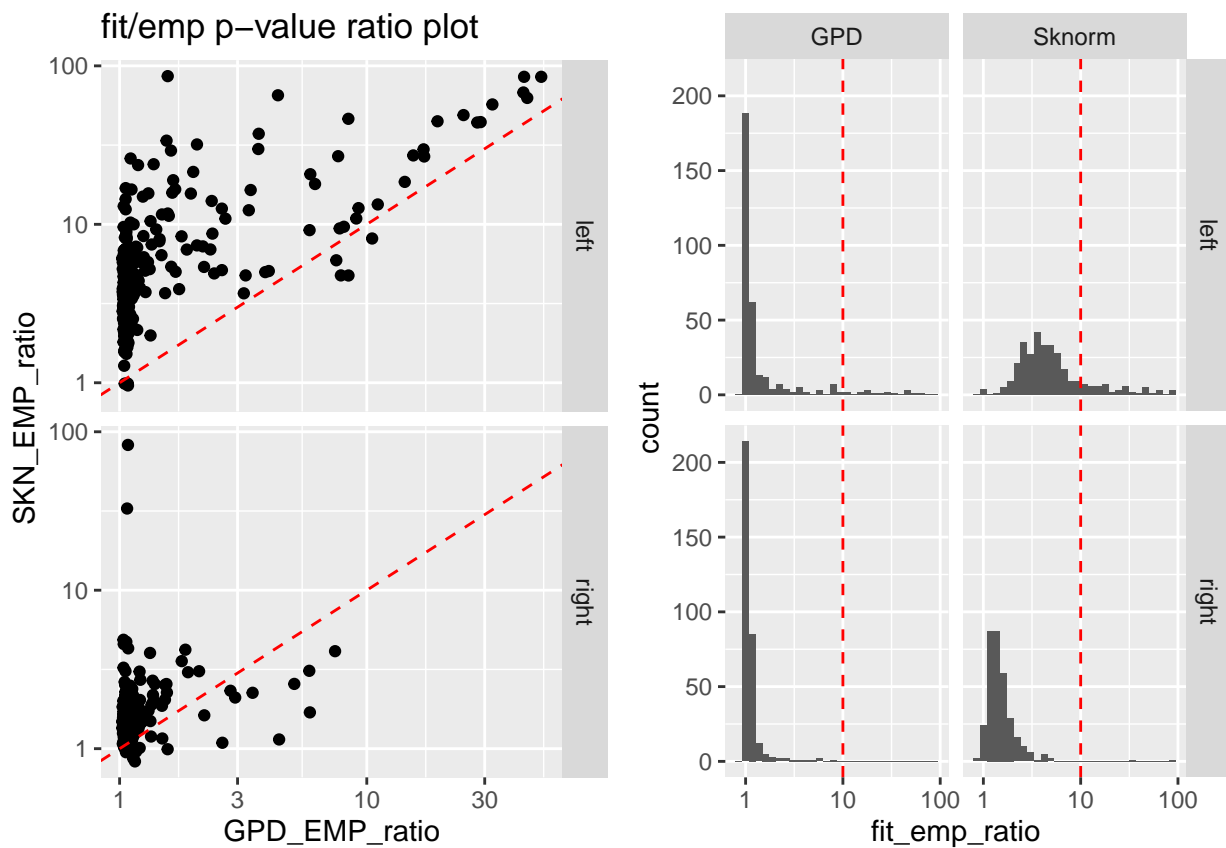 fit/emp p−value ratio plot
100
10
1
left
100
10
1
right
1 3 10 30
SKN_EMP_ratio
GPD_EMP_ratio
GPD Sknorm
200
150
100
50
0
left
200
150
100
50
0
right
1 10 100 1 10 100
count
fit_emp_ratio